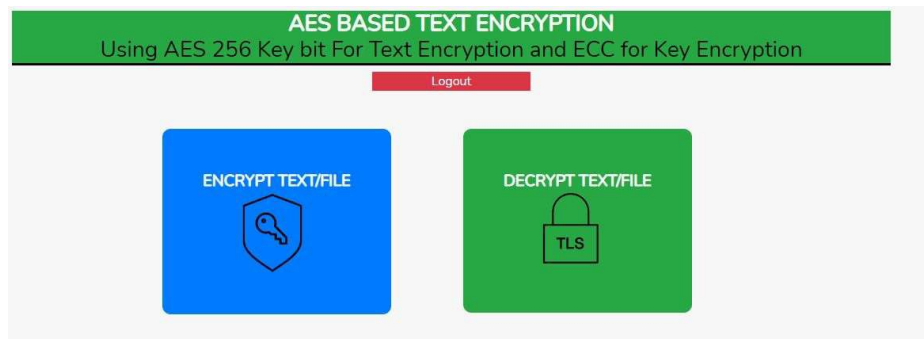 AES BASED TEXT ENCRYPTION
Using AES 256 Key bit For Text Encryption and ECC for Key Encryption
Logout
ENCRYPT TEXT/FILE
DECRYPT TEXT/FILE
TLS